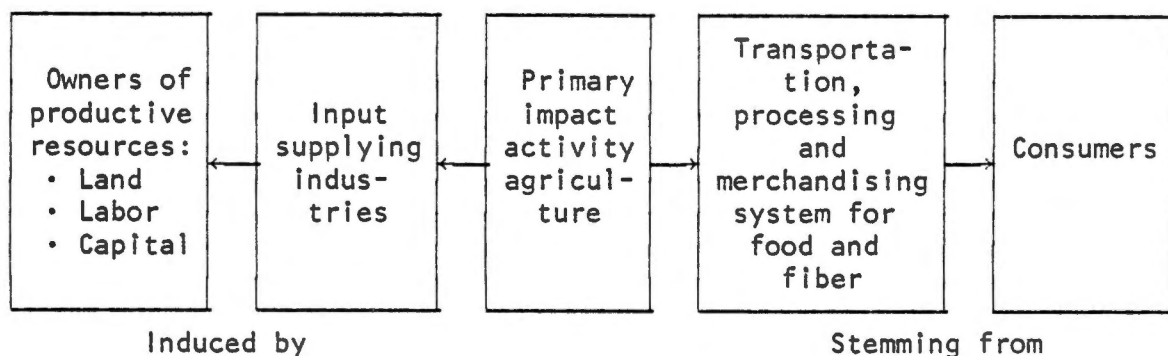 Owners of
productive
resources:
• Land
• Labor
• Capital
Input
supplying
indus-
tries
Primary
impact
activity
agricul-
ture
Transporta-
tion,
processing
and
merchandising
system for
food and
fiber
Consumers
Induced by
Stemming from